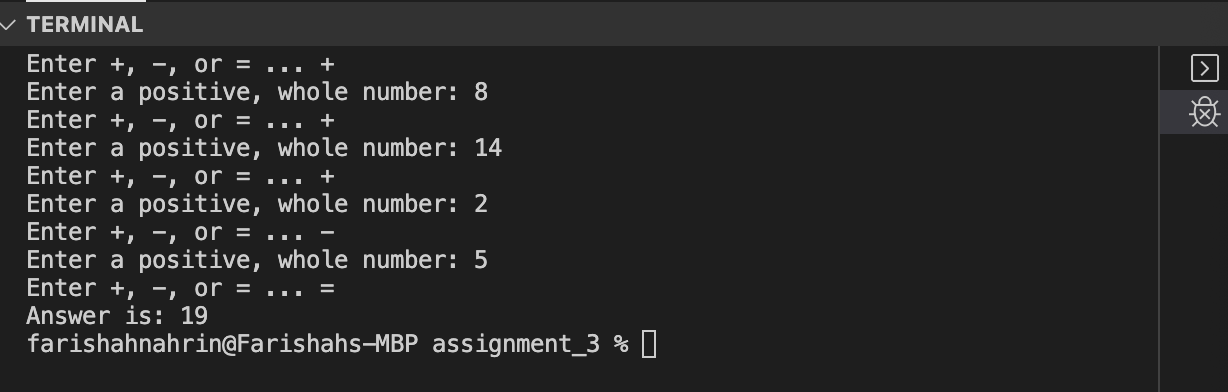 TERMINAL
Enter +, -, or = ... +
Enter a positive, whole number: 8
Enter +, -, or = ... +
Enter a positive, whole number: 14
Enter +, -, or = ... +
Enter a positive, whole number: 2
Enter +, -, or = ... -
Enter a positive, whole number: 5
Enter +, -, or = ... =
Answer is: 19
farishahnahrin@Farishahs-MBP assignment_3 %